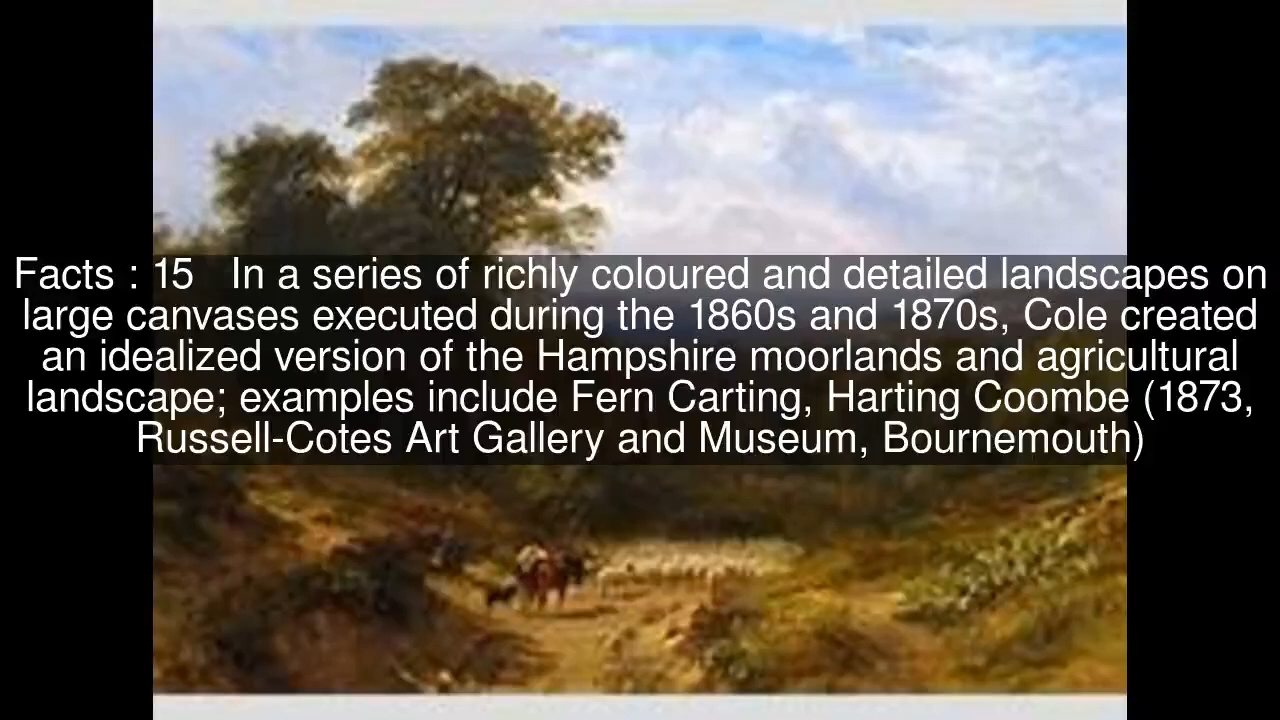 Facts : 15   In a series of richly coloured and detailed landscapes on
large canvases executed during the 1860s and 1870s, Cole created
an idealized version of the Hampshire moorlands and agricultural
landscape; examples include Fern Carting, Harting Coombe (1873,
Russell-Cotes Art Gallery and Museum, Bournemouth)